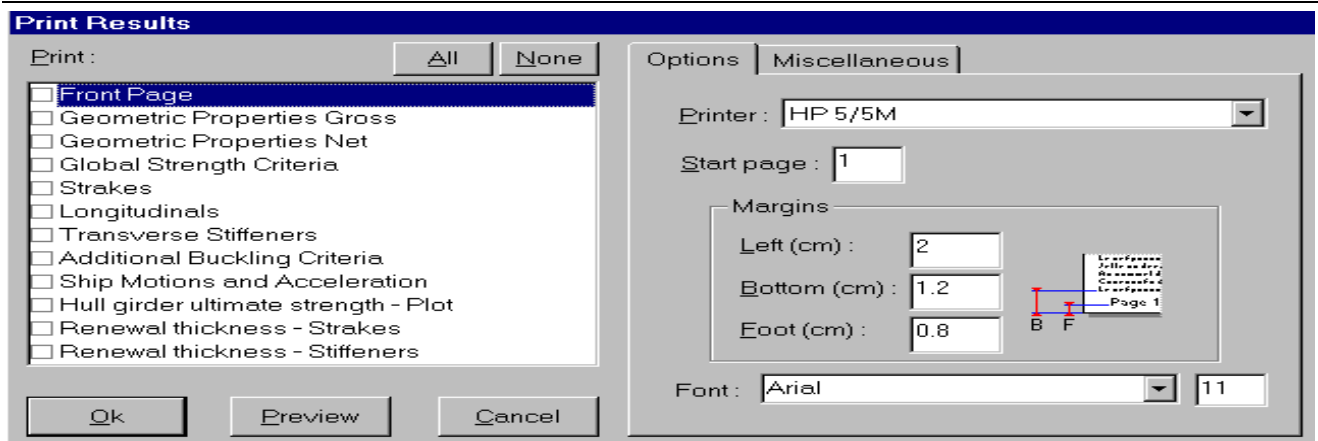 Print Results
Print :
All
None
Front Page
Geometric Properties Gross
Geometric Properties Net
Global Strength Criteria
Strakes
Longitudinals
Transverse Stiffeners
Additional Buckling Criteria
Ship Motions and Acceleration
Hull girder ultimate strength - Plot
Renewal thickness - Strakes
Renewal thickness - Stiffeners
Ok
Preview
Cancel
Options
Miscellaneous
Printer : HP 5/5M
Start page : 1
Margins
Left (cm) : 2
Bottom (cm) : 1.2
Foot (cm) : 0.8
Page 1
B F
Font : Arial 11